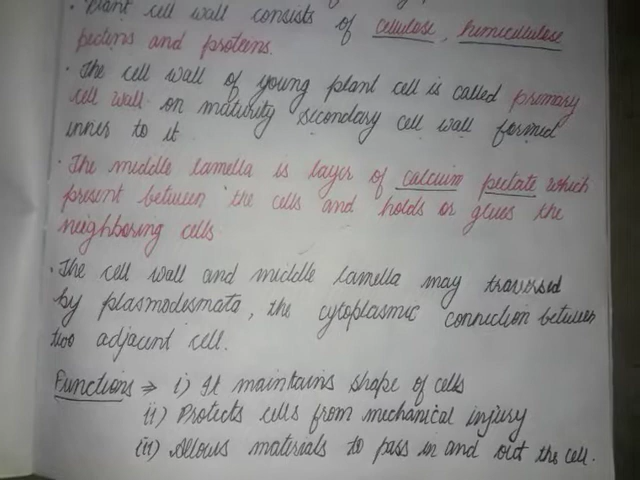 · Plant cell wall consists of cellulose, hemicellulose
pectins and proteins.
· The cell wall of young plant cell is called primary
cell wall on maturity secondary cell wall formed
inner to it
· The middle lamella is layer of calcium pectate which
present between the cells and holds or glues the
neighboring cells
· The cell wall and middle lamella may traversed
by plasmodesmata, the cytoplasmic connection between
two adjacent cell.
Functions ⇒ i) It maintains shape of cells
ii) Protects cells from mechanical injury
iii) Allows materials to pass in and out the cell.